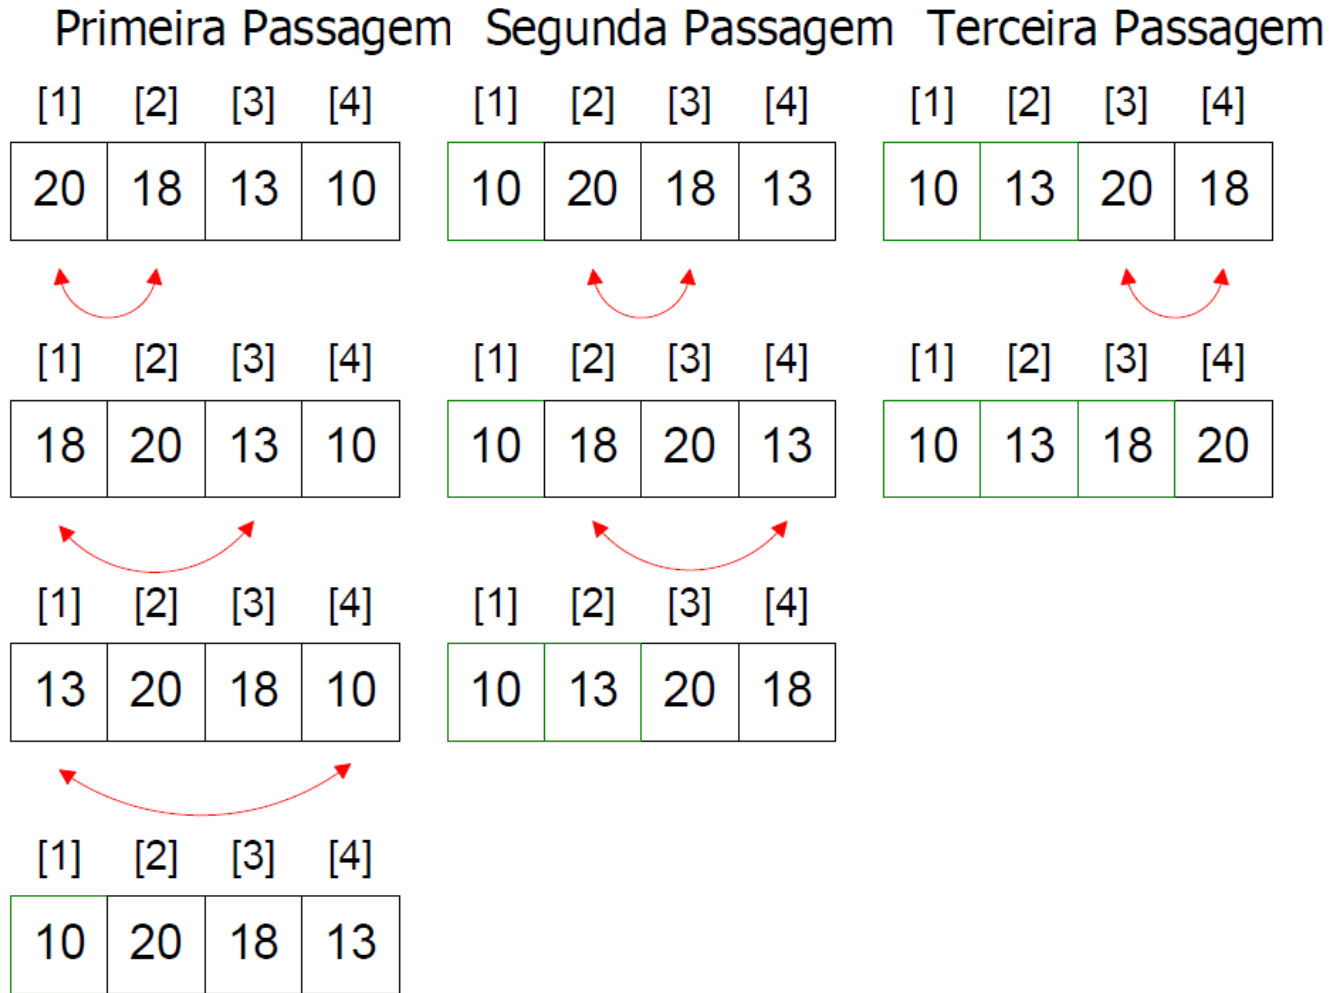 Primeira Passagem Segunda Passagem Terceira Passagem
[1] [2] [3] [4] [1] [2] [3] [4] [1] [2] [3] [4]
20 18 13 10 10 20 18 13 10 13 20 18
[1] [2] [3] [4] [1] [2] [3] [4] [1] [2] [3] [4]
18 20 13 10 10 18 20 13 10 13 18 20
[1] [2] [3] [4] [1] [2] [3] [4]
13 20 18 10 10 13 20 18
[1] [2] [3] [4]
10 20 18 13